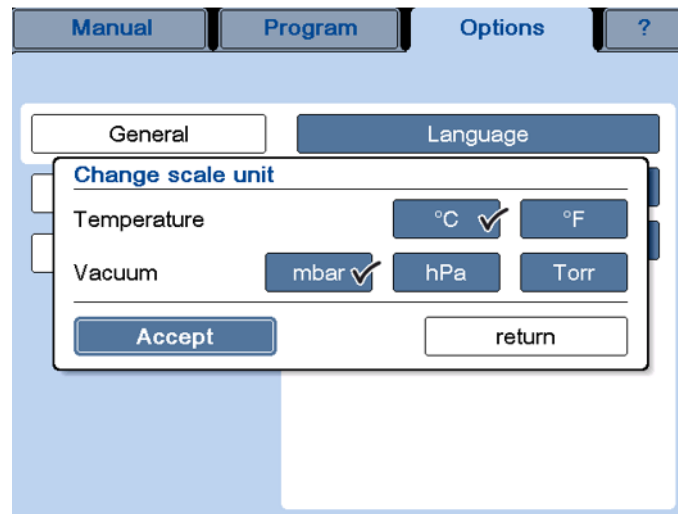 Manual Program Options ?
General Language
Change scale unit
Temperature °C °F
Vacuum mbar hPa Torr
Accept return